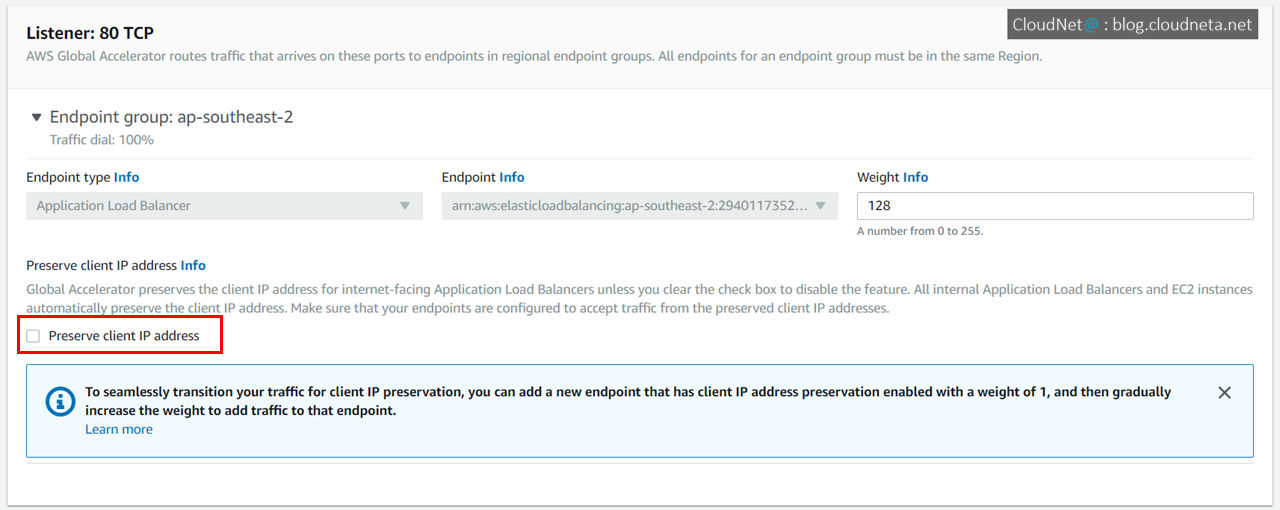 Listener: 80 TCP
CloudNet@ : blog.cloudneta.net
AWS Global Accelerator routes traffic that arrives on these ports to endpoints in regional endpoint groups. All endpoints for an endpoint group must be in the same Region.
Endpoint group: ap-southeast-2
Traffic dial: 100%
Endpoint type Info
Endpoint Info
Weight Info
Application Load Balancer
arn:aws:elasticloadbalancing:ap-southeast-2:2940117352...
128
A number from 0 to 255.
Preserve client IP address Info
Global Accelerator preserves the client IP address for internet-facing Application Load Balancers unless you clear the check box to disable the feature. All internal Application Load Balancers and EC2 instances
automatically preserve the client IP address. Make sure that your endpoints are configured to accept traffic from the preserved client IP addresses.
Preserve client IP address
To seamlessly transition your traffic for client IP preservation, you can add a new endpoint that has client IP address preservation enabled with a weight of 1, and then gradually
increase the weight to add traffic to that endpoint.
Learn more